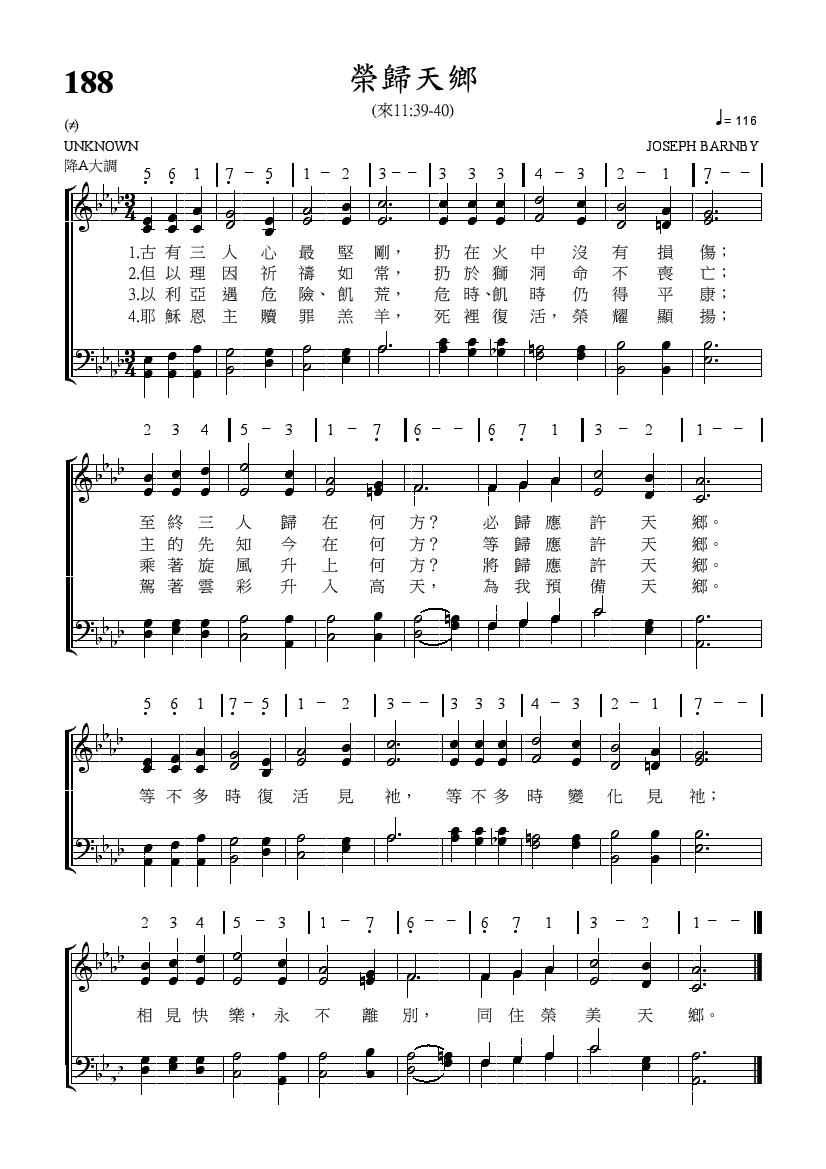 188
榮歸天鄉
(來11:39-40)
(≠)
♩= 116
UNKNOWN
JOSEPH BARNBY
降A大調
5̣ 6̣ 1 | 7̣ – 5̣ | 1 – 2 | 3 – – | 3 3 3 | 4 – 3 | 2 – 1 | 7̣ – – |
3/4
1.古有三人心最堅剛，扔在火中沒有損傷；
2.但以理因祈禱如常，扔於獅洞命不喪亡；
3.以利亞遇危險、飢荒，危時、飢時仍得平康；
4.耶穌恩主贖罪羔羊，死裡復活，榮耀顯揚；
3/4
2 3 4 | 5 – 3 | 1 – 7̣ | 6̣ – – | 6̣ 7̣ 1 | 3 – 2 | 1 – – |
至終三人歸在何方？必歸應許天鄉。
主的先知今在何方？等歸應許天鄉。
乘著旋風升上何方？將歸應許天鄉。
駕著雲彩升入高天，為我預備天鄉。
5̣ 6̣ 1 | 7̣ – 5̣ | 1 – 2 | 3 – – | 3 3 3 | 4 – 3 | 2 – 1 | 7̣ – – |
等不多時復活見祂，等不多時變化見祂；
2 3 4 | 5 – 3 | 1 – 7̣ | 6̣ – – | 6̣ 7̣ 1 | 3 – 2 | 1 – – ‖
相見快樂，永不離別，同住榮美天鄉。